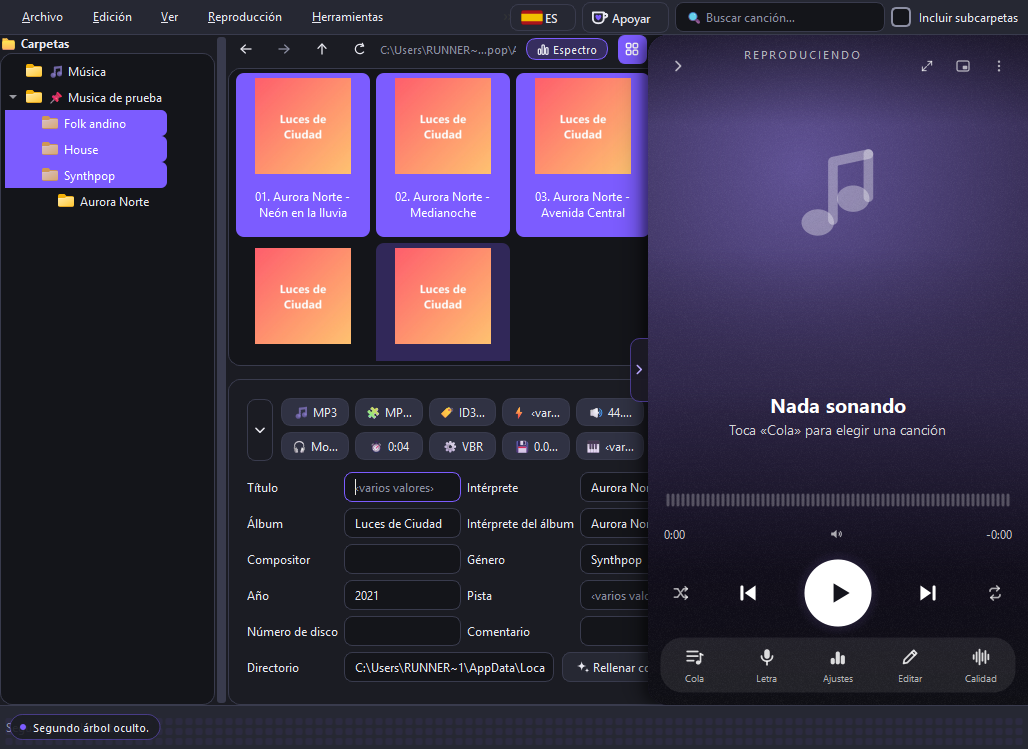 Archivo Edición Ver Reproducción Herramientas
ES Apoyar Buscar canción... Incluir subcarpetas
Carpetas
Música
Musica de prueba
Folk andino
House
Synthpop
Aurora Norte
C:\Users\RUNNER~...pop\A
Espectro
Luces de
Ciudad
01. Aurora Norte -
Neón en la lluvia
Luces de
Ciudad
02. Aurora Norte -
Medianoche
Luces de
Ciudad
03. Aurora Norte -
Avenida Central
Luces de
Ciudad
Luces de
Ciudad
MP3 MP... ID3... ‹var... 44....
Mo... 0:04 VBR 0.0... ‹var...
Título ‹varios valores› Intérprete Aurora Nor
Álbum Luces de Ciudad Intérprete del álbum Aurora Nor
Compositor Género Synthpop
Año 2021 Pista ‹varios valo
Número de disco Comentario
Directorio C:\Users\RUNNER~1\AppData\Loca Rellenar co
REPRODUCIENDO
Nada sonando
Toca «Cola» para elegir una canción
0:00 -0:00
Cola Letra Ajustes Editar Calidad
Segundo árbol oculto.